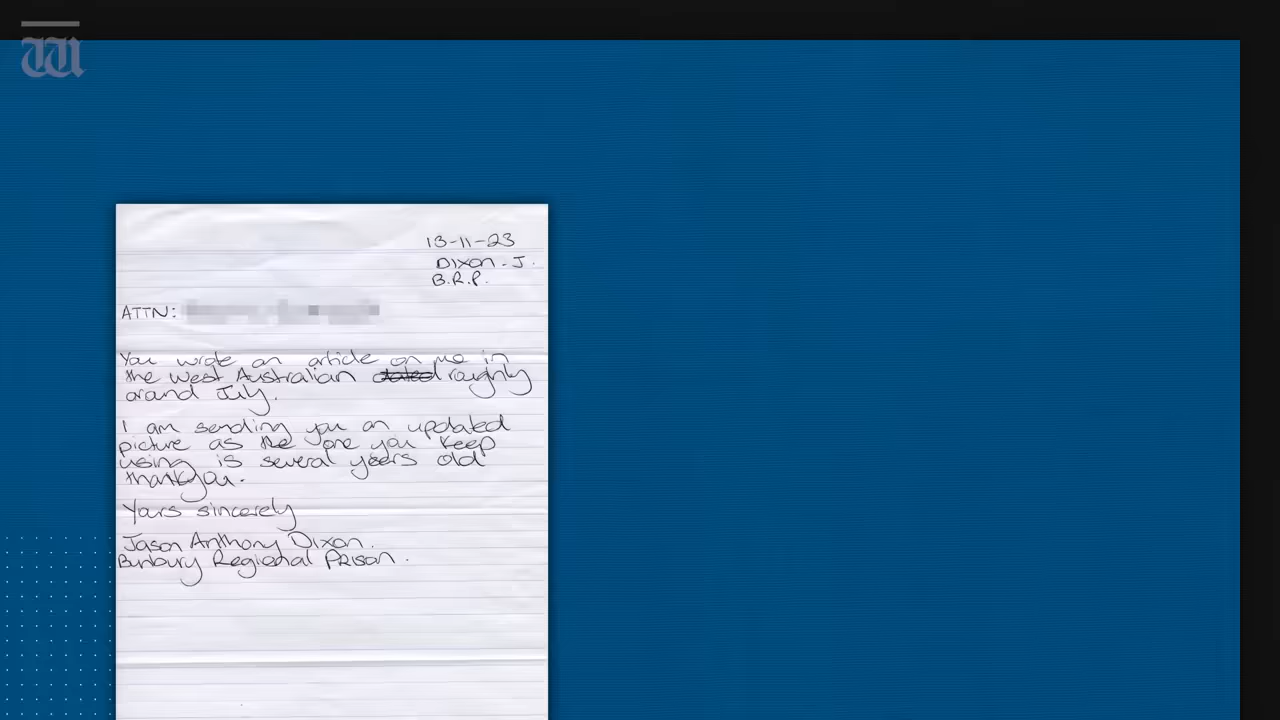 W
13-11-23
Dixon - J.
B.R.P.
ATTN:
You wrote an article on me in
the West Australian dated roughly
around July.
I am sending you an updated
picture as the one you keep
using is several years old
thankyou.
Yours sincerely
Jason Anthony Dixon.
Bunbury Regional Prison.